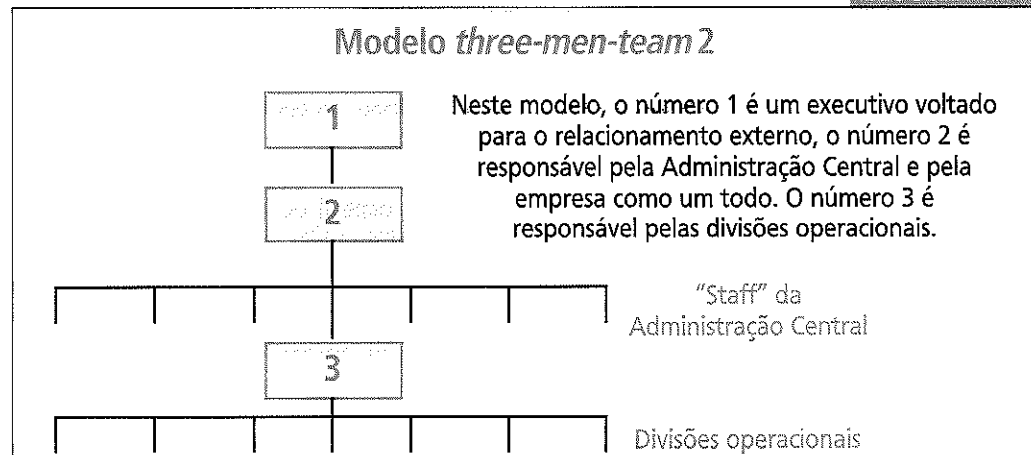 Modelo three-men-team 2
1
Neste modelo, o número 1 é um executivo voltado
para o relacionamento externo, o número 2 é
responsável pela Administração Central e pela
empresa como um todo. O número 3 é
responsável pelas divisões operacionais.
2
"Staff" da
Administração Central
3
Divisões operacionais